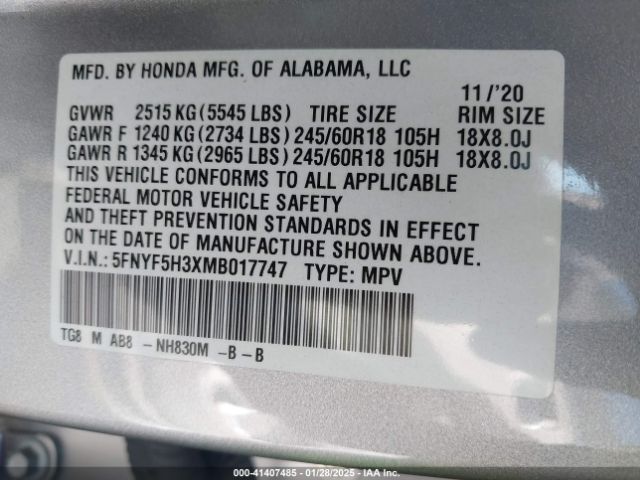 MFD. BY HONDA MFG. OF ALABAMA, LLC
11/'20
GVWR 2515 KG (5545 LBS) TIRE SIZE RIM SIZE
GAWR F 1240 KG (2734 LBS) 245/60R18 105H 18X8.0J
GAWR R 1345 KG (2965 LBS) 245/60R18 105H 18X8.0J
THIS VEHICLE CONFORMS TO ALL APPLICABLE
FEDERAL MOTOR VEHICLE SAFETY
AND THEFT PREVENTION STANDARDS IN EFFECT
ON THE DATE OF MANUFACTURE SHOWN ABOVE.
V.I.N.: 5FNYF5H3XMB017747 TYPE: MPV
TG8 M AB8 -NH830M -B-B
000-41407485 - 01/28/2025 - IAA Inc.